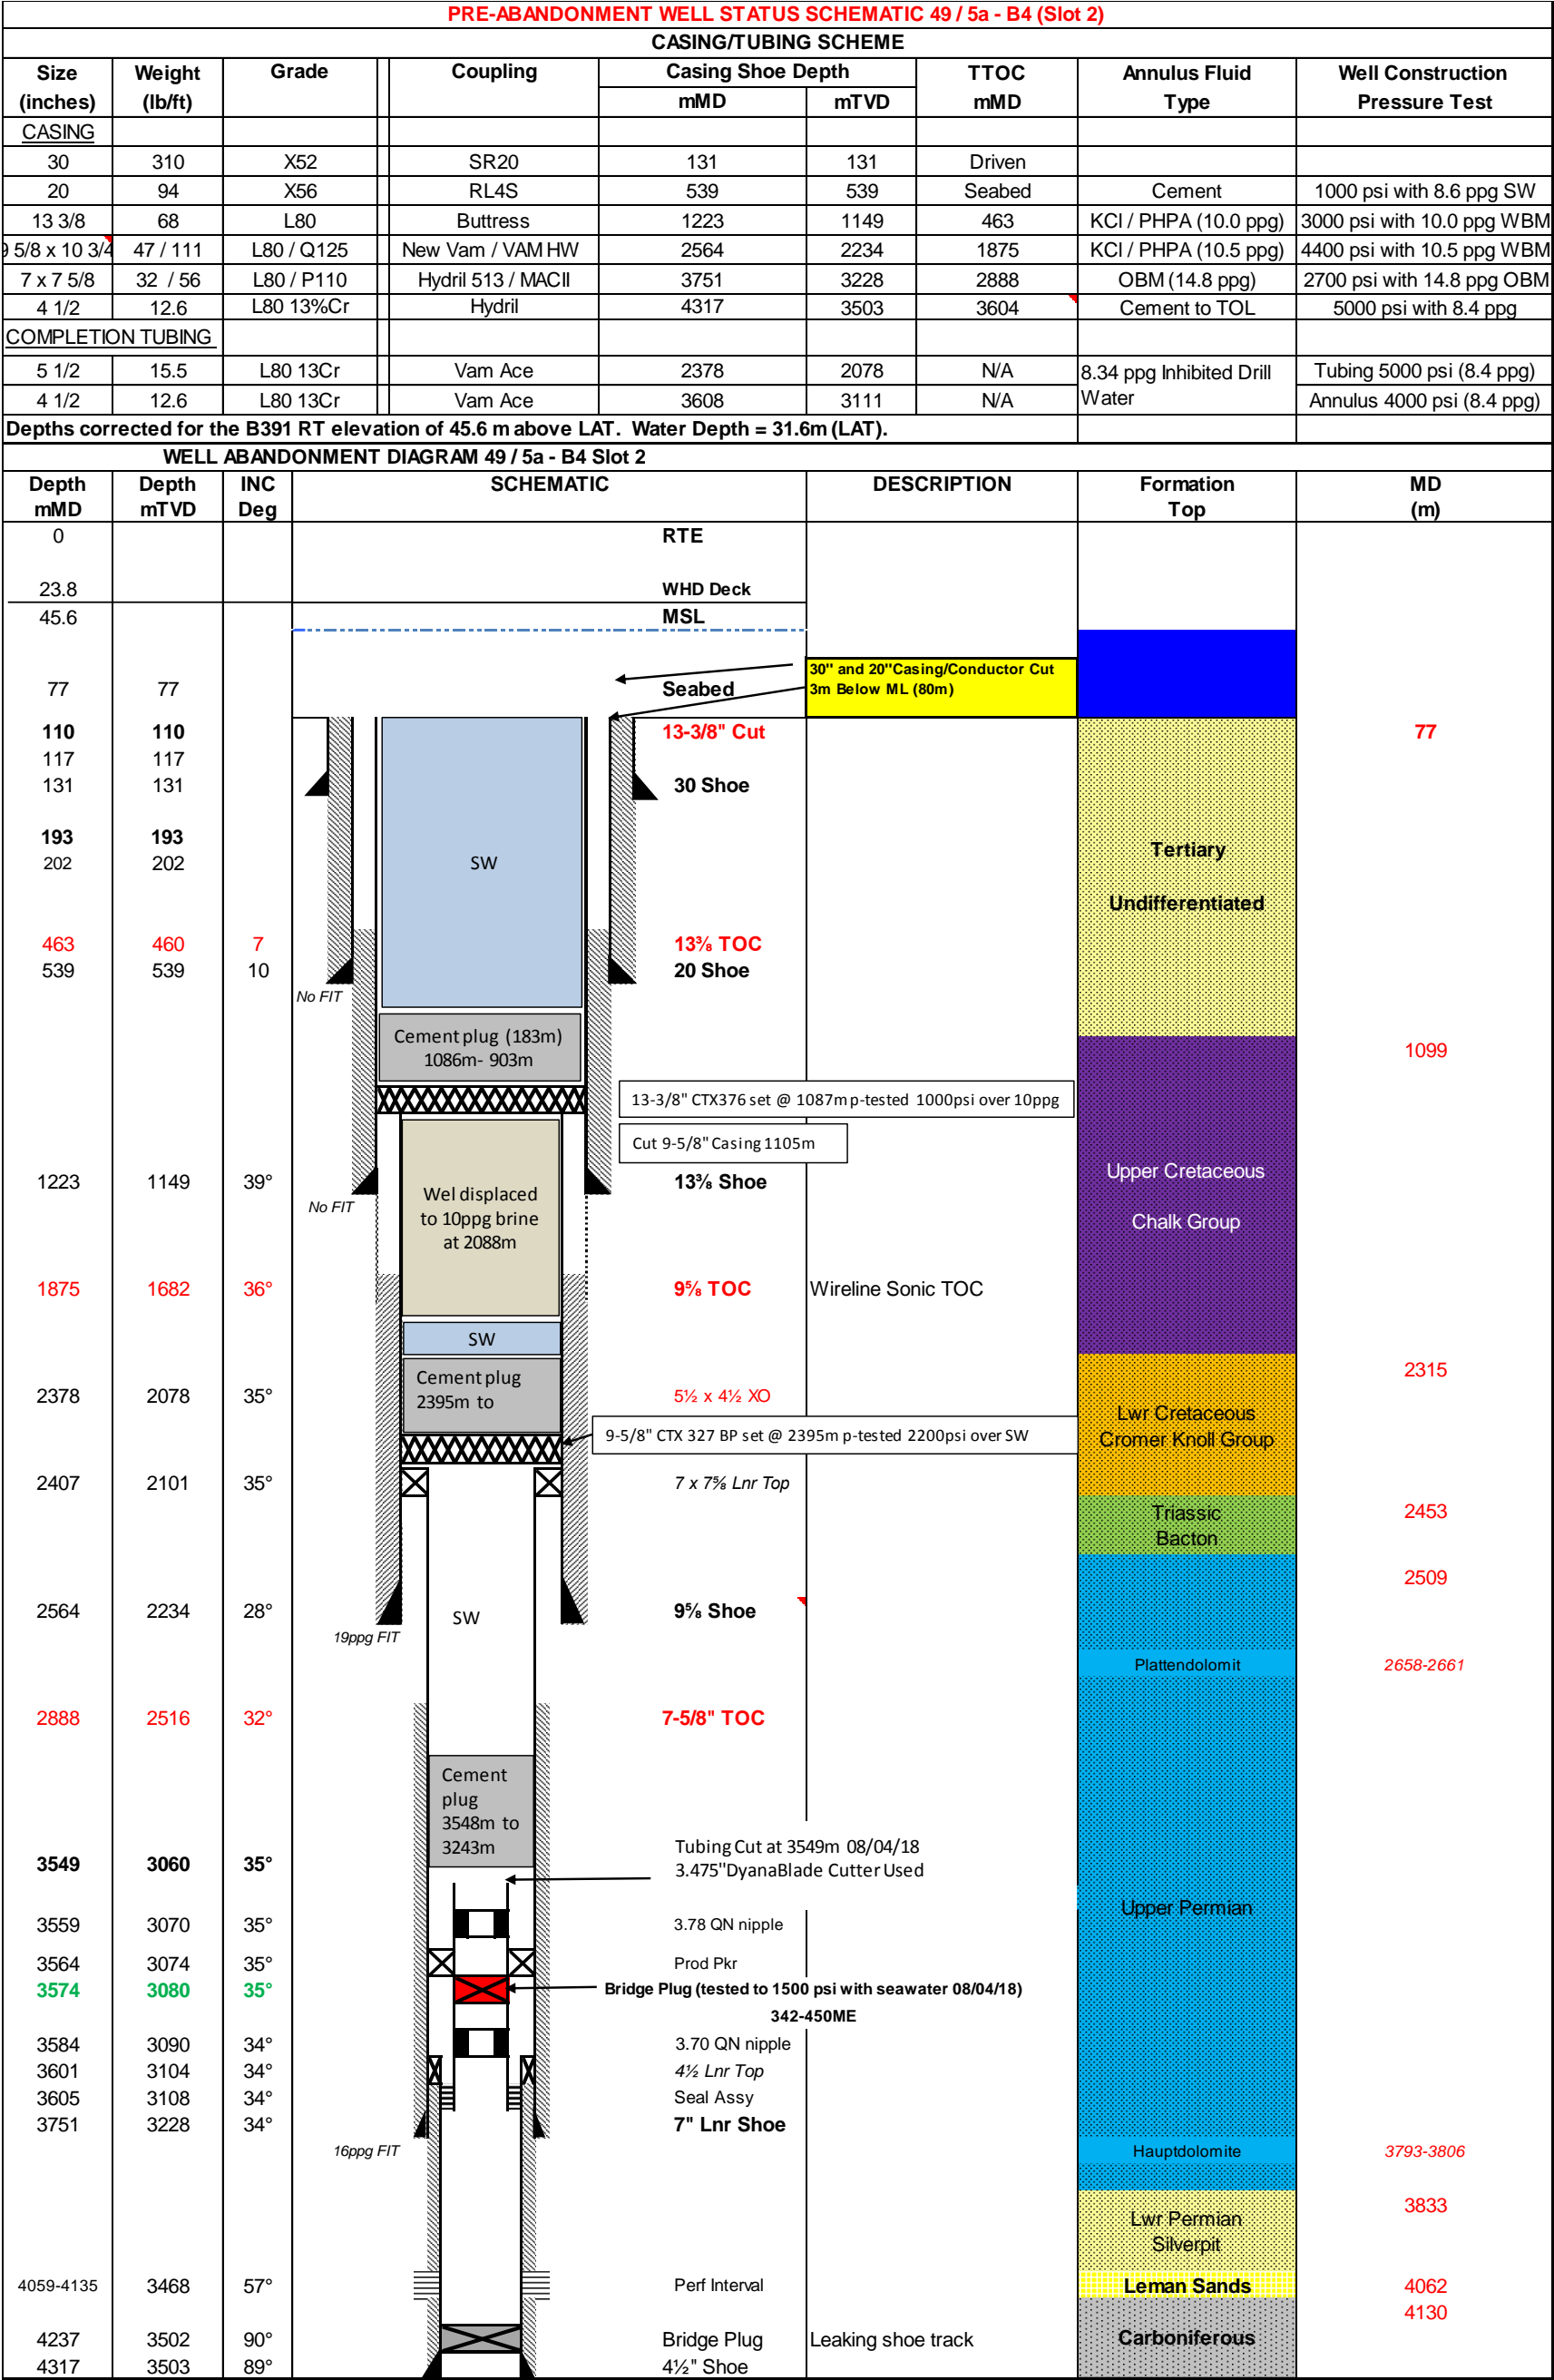 PRE-ABANDONMENT WELL STATUS SCHEMATIC 49 / 5a - B4 (Slot 2)
CASING/TUBING SCHEME
Size (inches) Weight (lb/ft) Grade Coupling Casing Shoe Depth mMD mTVD TTOC mMD Annulus Fluid Type Well Construction Pressure Test
CASING
30 310 X52 SR20 131 131 Driven
20 94 X56 RL4S 539 539 Seabed Cement 1000 psi with 8.6 ppg SW
13 3/8 68 L80 Buttress 1223 1149 463 KCl / PHPA (10.0 ppg) 3000 psi with 10.0 ppg WBM
9 5/8 x 10 3/4 47 / 111 L80 / Q125 New Vam / VAM HW 2564 2234 1875 KCl / PHPA (10.5 ppg) 4400 psi with 10.5 ppg WBM
7 x 7 5/8 32 / 56 L80 / P110 Hydril 513 / MACII 3751 3228 2888 OBM (14.8 ppg) 2700 psi with 14.8 ppg OBM
4 1/2 12.6 L80 13%Cr Hydril 4317 3503 3604 Cement to TOL 5000 psi with 8.4 ppg
COMPLETION TUBING
5 1/2 15.5 L80 13Cr Vam Ace 2378 2078 N/A 8.34 ppg Inhibited Drill Water Tubing 5000 psi (8.4 ppg)
4 1/2 12.6 L80 13Cr Vam Ace 3608 3111 N/A Annulus 4000 psi (8.4 ppg)
Depths corrected for the B391 RT elevation of 45.6 m above LAT. Water Depth = 31.6m (LAT).
WELL ABANDONMENT DIAGRAM 49 / 5a - B4 Slot 2
Depth mMD Depth mTVD INC Deg SCHEMATIC DESCRIPTION Formation Top MD (m)
0 RTE
23.8 WHD Deck
45.6 MSL
30" and 20"Casing/Conductor Cut
3m Below ML (80m)
77 77 Seabed
110 110 13-3/8" Cut 77
117 117
131 131 30 Shoe
193 193 Tertiary
202 202 SW
Undifferentiated
463 460 7 13⅜ TOC
539 539 10 20 Shoe
No FIT
Cement plug (183m)
1086m- 903m
1099
13-3/8" CTX376 set @ 1087m p-tested 1000psi over 10ppg
Cut 9-5/8" Casing 1105m
1223 1149 39° 13⅜ Shoe Upper Cretaceous
No FIT
Wel displaced
to 10ppg brine
at 2088m
Chalk Group
1875 1682 36° 9⅝ TOC Wireline Sonic TOC
SW
2315
Cement plug
2395m to
2378 2078 35° 5½ x 4½ XO Lwr Cretaceous
Cromer Knoll Group
9-5/8" CTX 327 BP set @ 2395m p-tested 2200psi over SW
2407 2101 35° 7 x 7⅝ Lnr Top
Triassic 2453
Bacton
2509
2564 2234 28° SW 9⅝ Shoe
19ppg FIT
Plattendolomit 2658-2661
2888 2516 32° 7-5/8" TOC
Cement
plug
3548m to
3243m
Tubing Cut at 3549m 08/04/18
3549 3060 35° 3.475"DyanaBlade Cutter Used
Upper Permian
3559 3070 35° 3.78 QN nipple
3564 3074 35° Prod Pkr
3574 3080 35° Bridge Plug (tested to 1500 psi with seawater 08/04/18)
342-450ME
3584 3090 34° 3.70 QN nipple
3601 3104 34° 4½ Lnr Top
3605 3108 34° Seal Assy
3751 3228 34° 7" Lnr Shoe
16ppg FIT Hauptdolomite 3793-3806
3833
Lwr Permian
Silverpit
4059-4135 3468 57° Perf Interval Leman Sands 4062
4130
4237 3502 90° Bridge Plug Leaking shoe track Carboniferous
4317 3503 89° 4½" Shoe